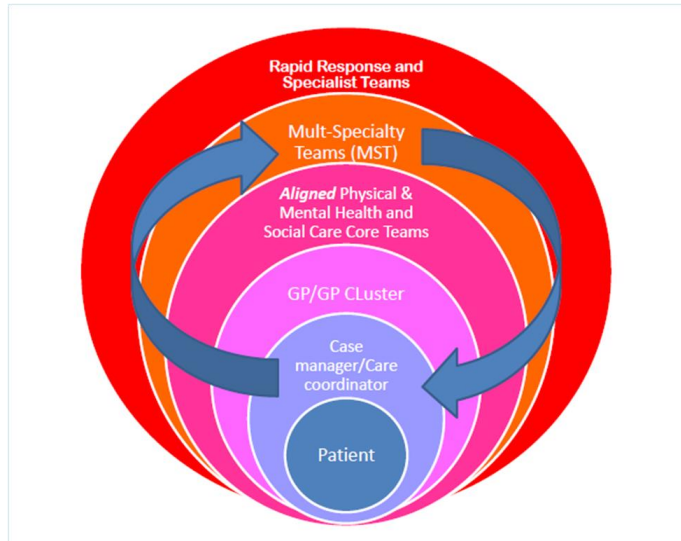 Rapid Response and
Specialist Teams
Mult-Specialty
Teams (MST)
Aligned Physical &
Mental Health and
Social Care Core Teams
GP/GP CLuster
Case
manager/Care
coordinator
Patient